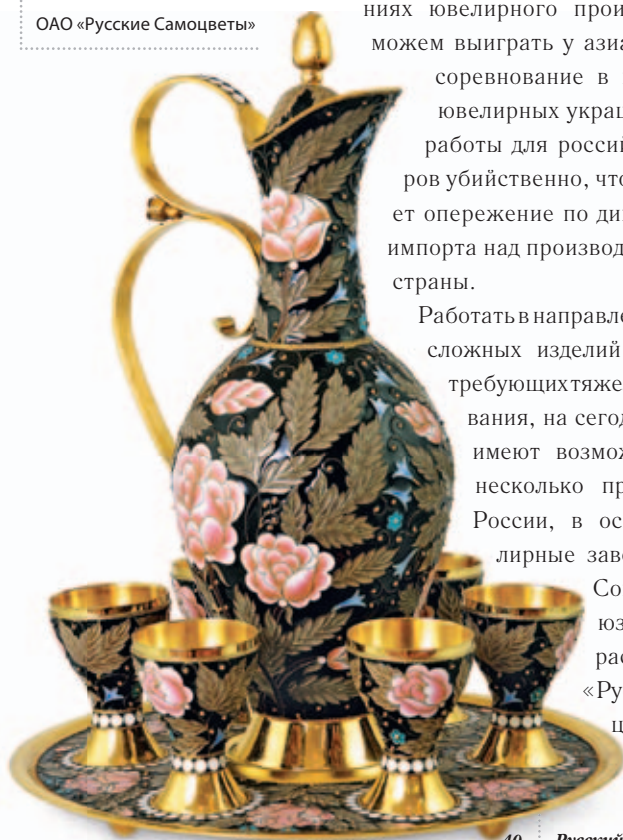 ОАО «Русские Самоцветы»
ниях ювелирного прои
можем выиграть у азиа
соревнование в
ювелирных украш
работы для россий
ров убийственно, что
ет опережение по ди
импорта над производ
страны.
Работать в направле
сложных изделий
требующих тяже
вания, на сегод
имеют возмож
несколько пр
России, в ос
лирные заво
Со
юз
рас
«Ру
ц
40 Русский